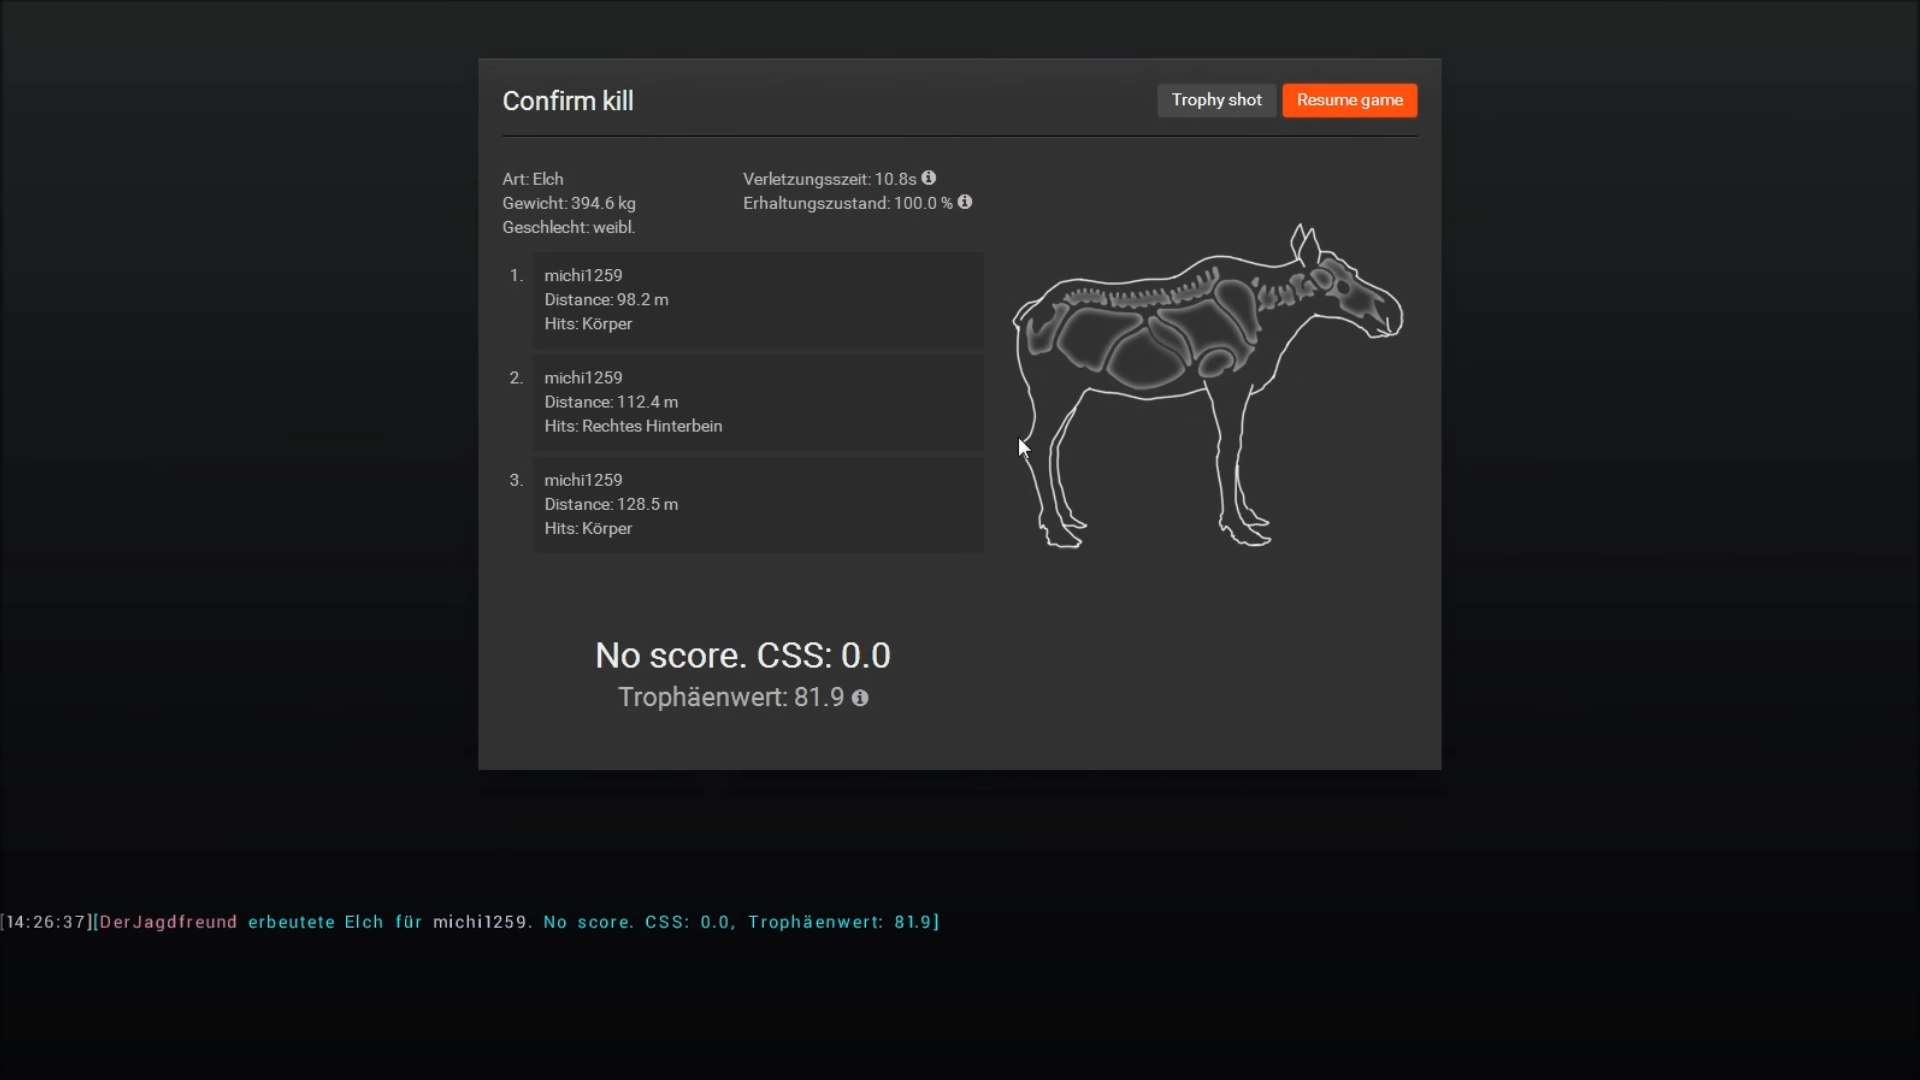 Confirm kill
Trophy shot
Resume game
Art: Elch
Gewicht: 394.6 kg
Geschlecht: weibl.
Verletzungsszeit: 10.8s
Erhaltungszustand: 100.0 %
1. michi1259
Distance: 98.2 m
Hits: Körper
2. michi1259
Distance: 112.4 m
Hits: Rechtes Hinterbein
3. michi1259
Distance: 128.5 m
Hits: Körper
No score. CSS: 0.0
Trophäenwert: 81.9
[14:26:37][DerJagdfreund erbeutete Elch für michi1259. No score. CSS: 0.0, Trophäenwert: 81.9]